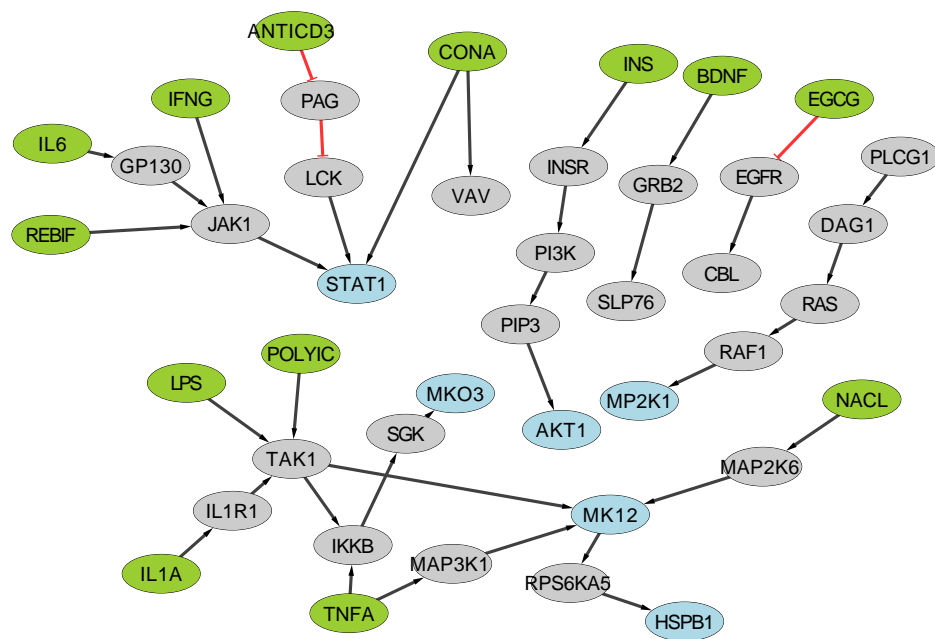 ANTICD3
CONA
INS
BDNF
IFNG
PAG
EGCG
IL6
GP130
LCK
VAV
INSR
GRB2
EGFR
PLCG1
REBIF
JAK1
DAG1
STAT1
PI3K
CBL
SLP76
RAS
PIP3
POLYIC
RAF1
LPS
MKO3
MP2K1
NACL
SGK
AKT1
TAK1
MAP2K6
IL1R1
MK12
IKKB
MAP3K1
IL1A
RPS6KA5
TNFA
HSPB1